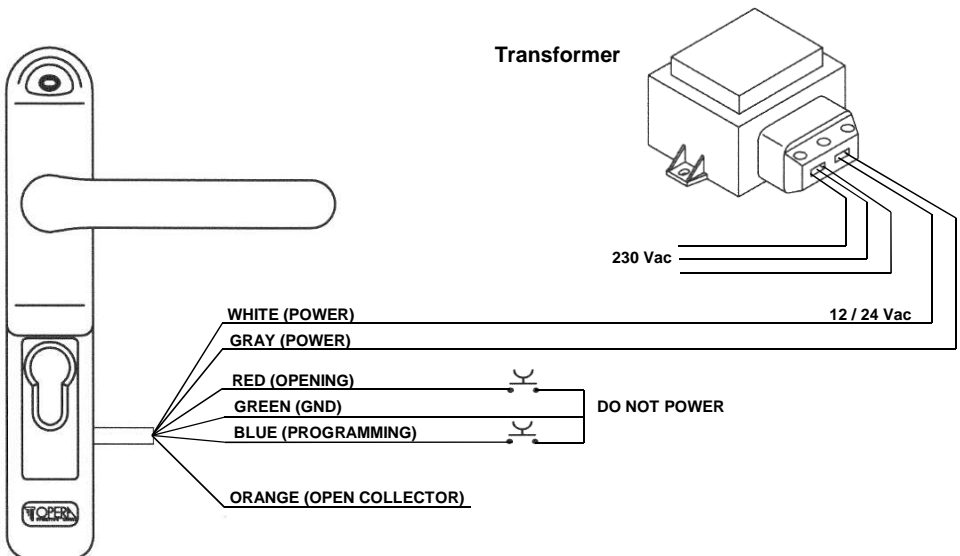 Transformer
230 Vac
WHITE (POWER)
12 / 24 Vac
GRAY (POWER)
RED (OPENING)
GREEN (GND)
DO NOT POWER
BLUE (PROGRAMMING)
ORANGE (OPEN COLLECTOR)
OPERA